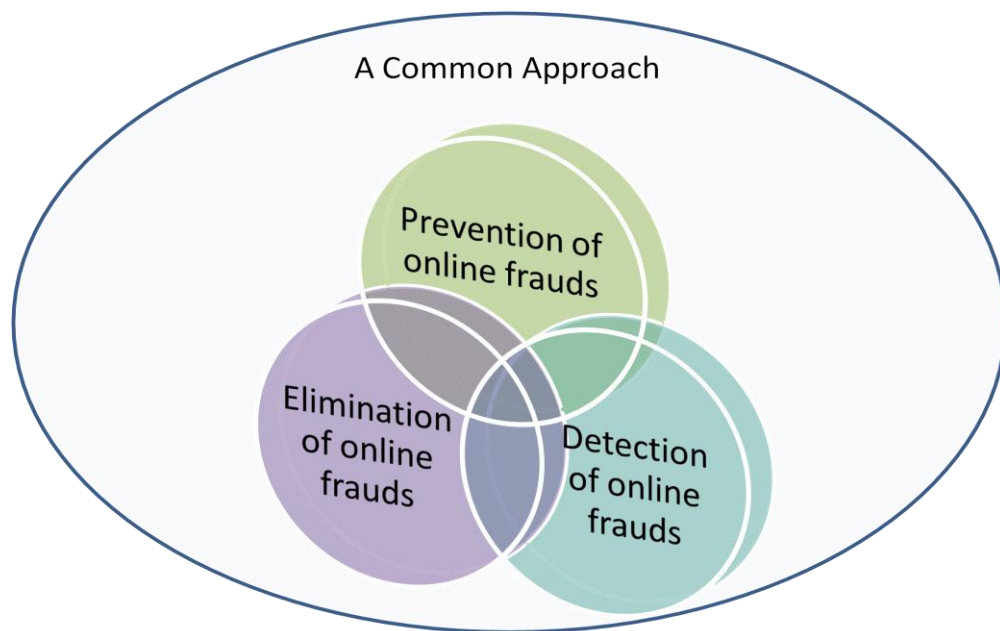 A Common Approach
Prevention of
online frauds
Elimination
of online
frauds
Detection
of online
frauds